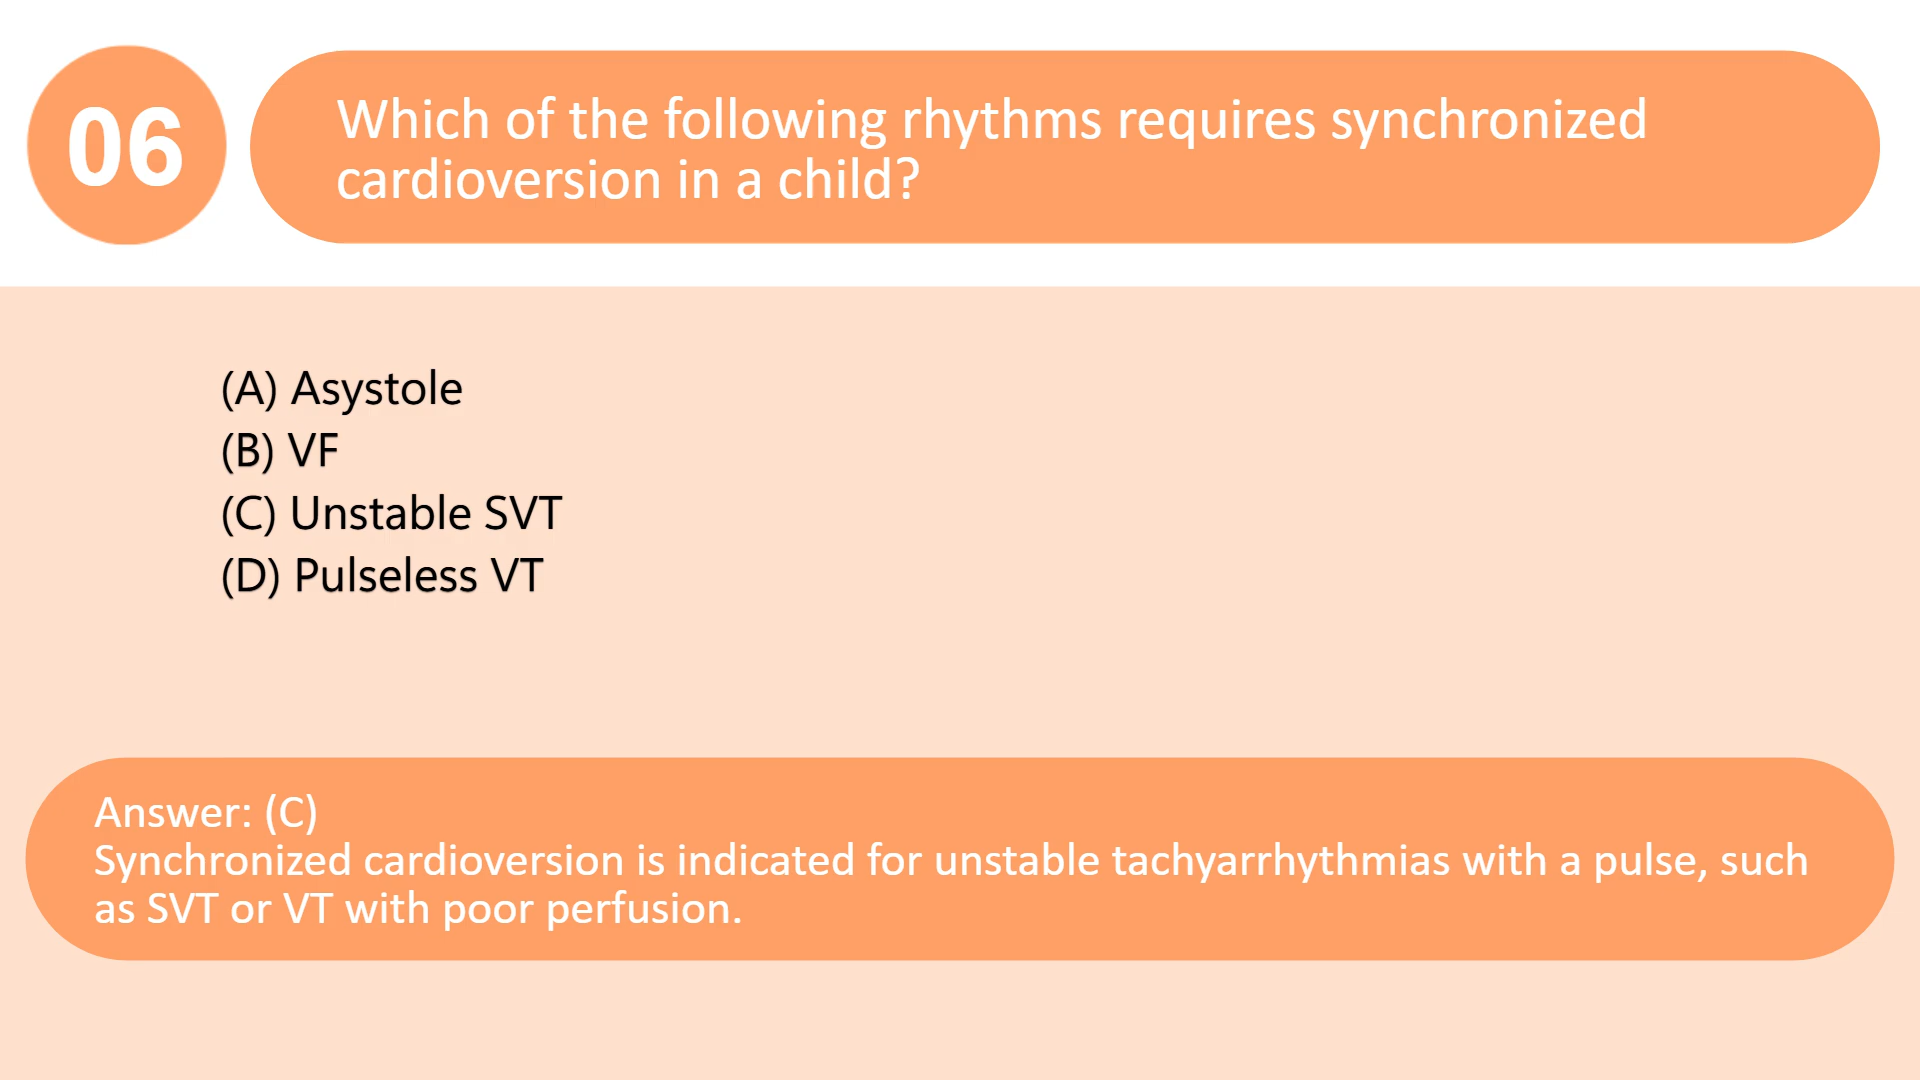 06
Which of the following rhythms requires synchronized
cardioversion in a child?
(A) Asystole
(B) VF
(C) Unstable SVT
(D) Pulseless VT
Answer: (C)
Synchronized cardioversion is indicated for unstable tachyarrhythmias with a pulse, such
as SVT or VT with poor perfusion.